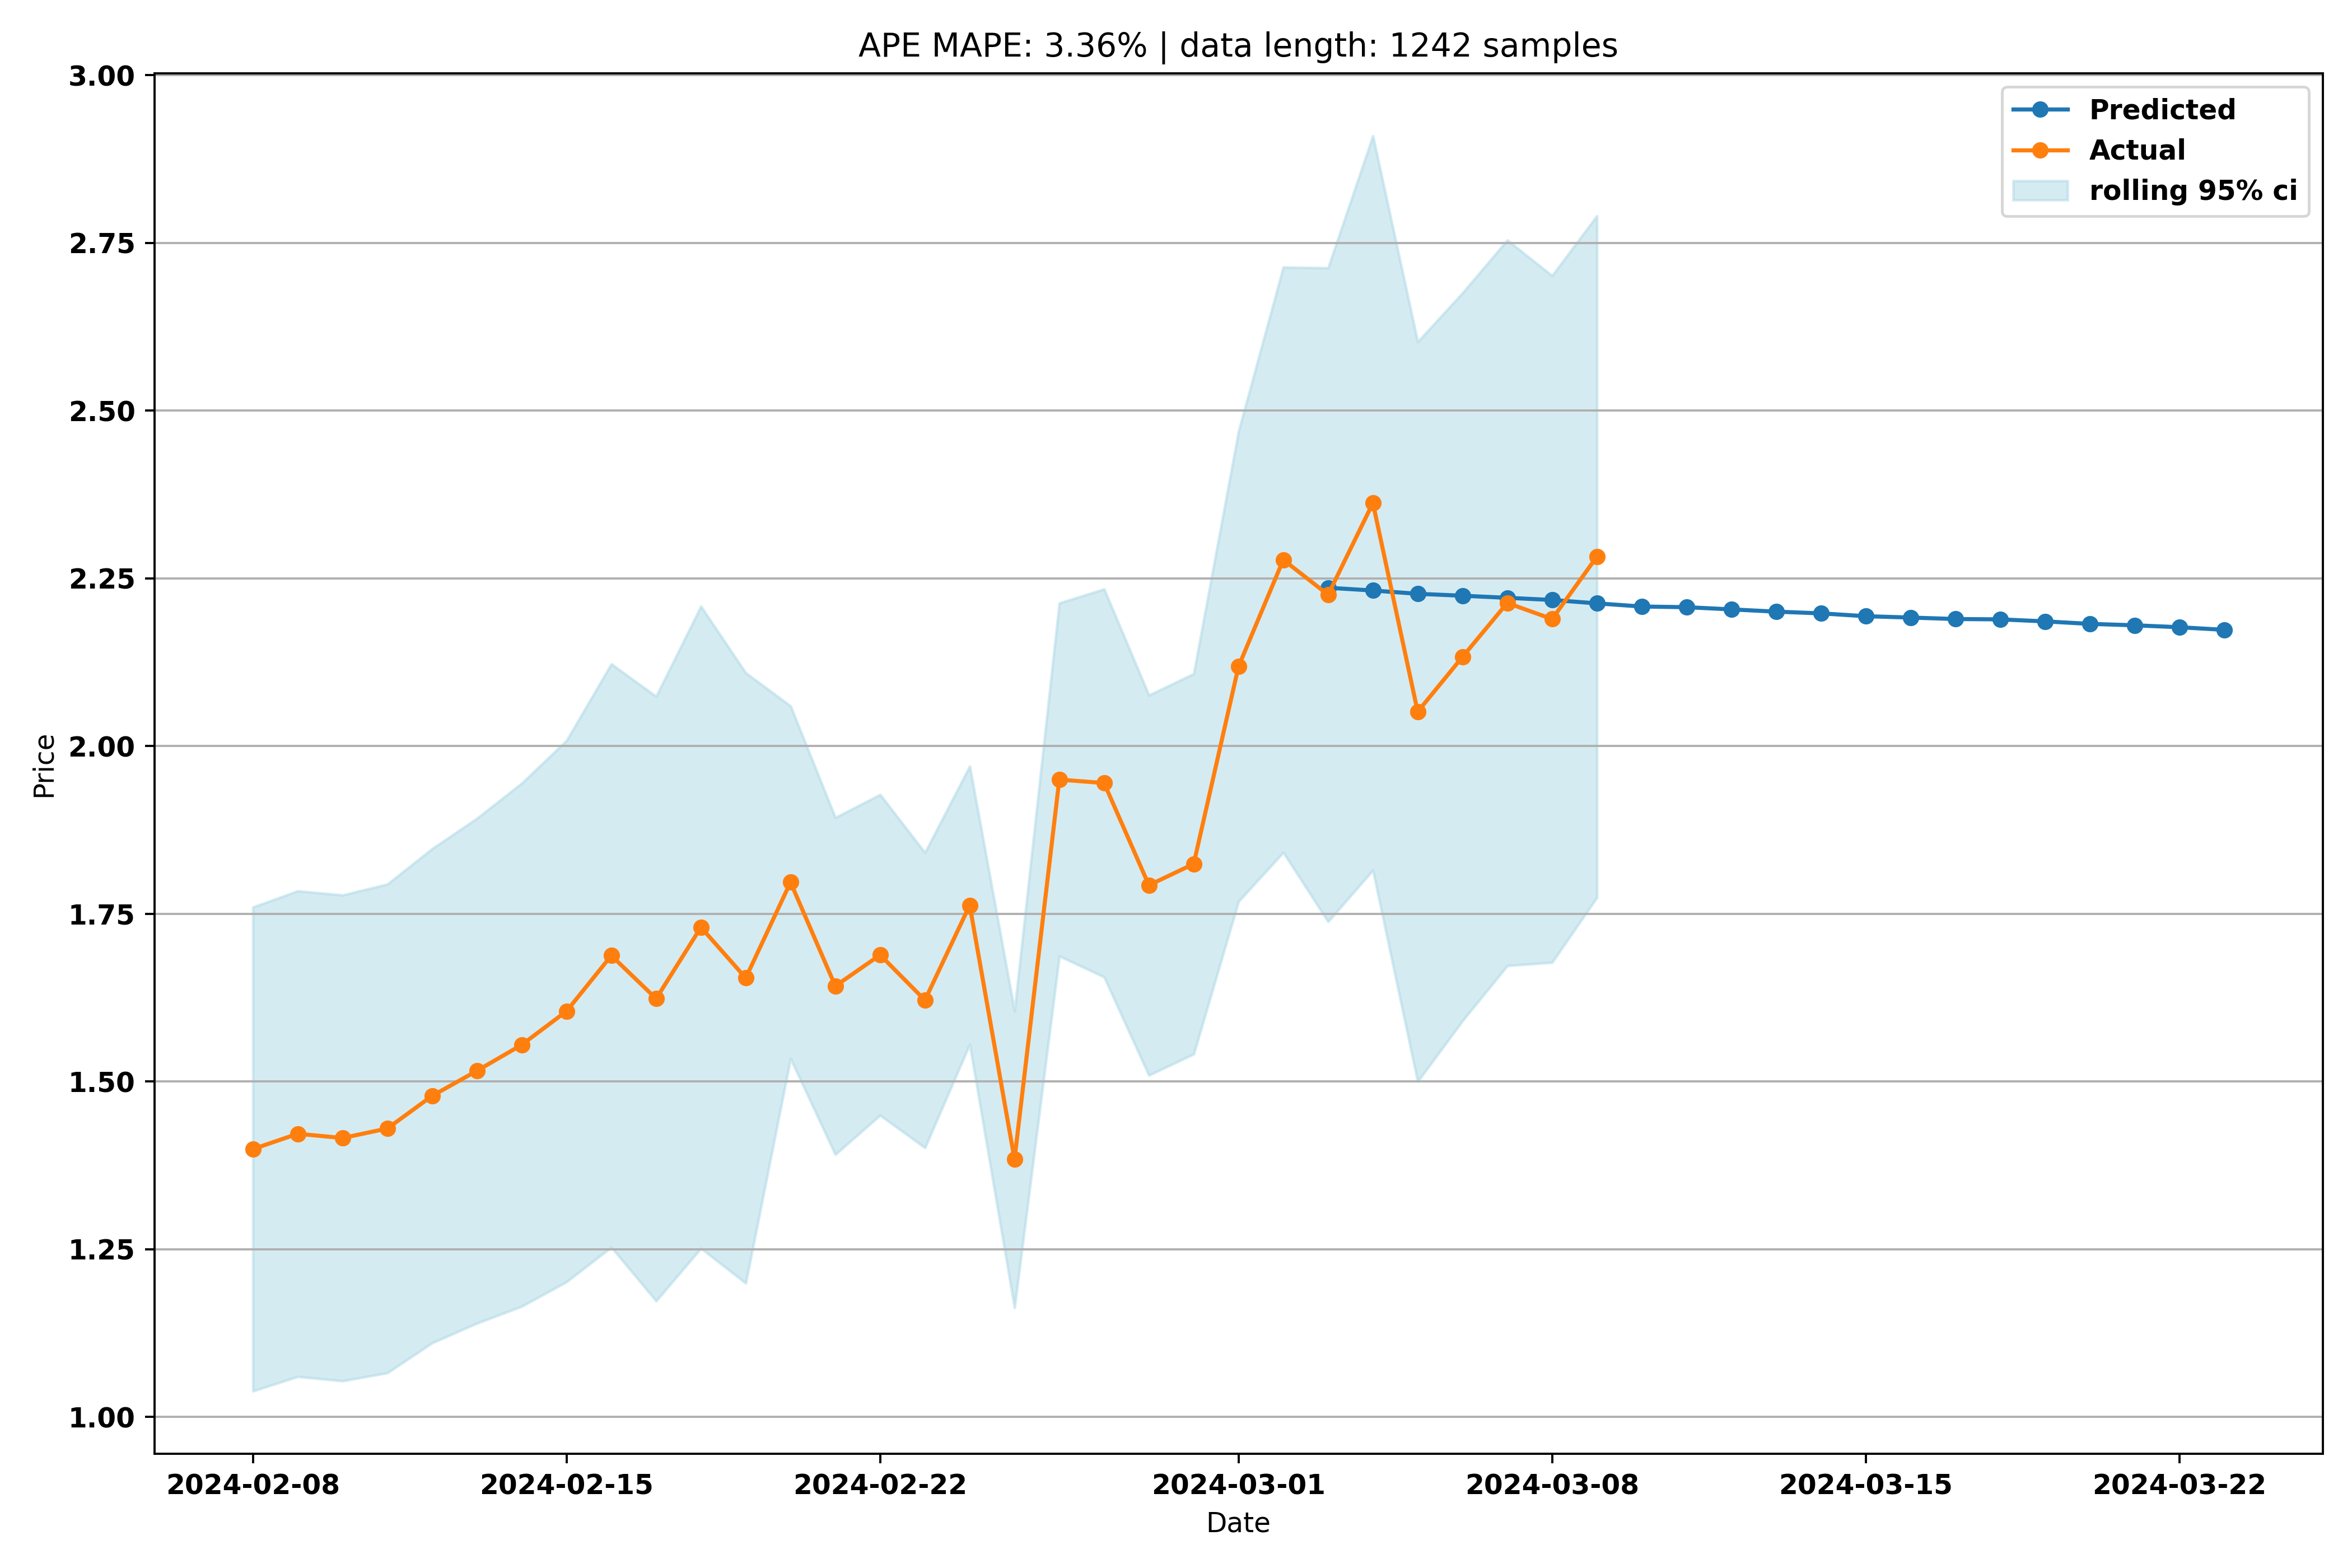 APE MAPE: 3.36% | data length: 1242 samples
Predicted
Actual
rolling 95% ci
3.00
2.75
2.50
2.25
2.00
1.75
1.50
1.25
1.00
Price
2024-02-08
2024-02-15
2024-02-22
2024-03-01
2024-03-08
2024-03-15
2024-03-22
Date